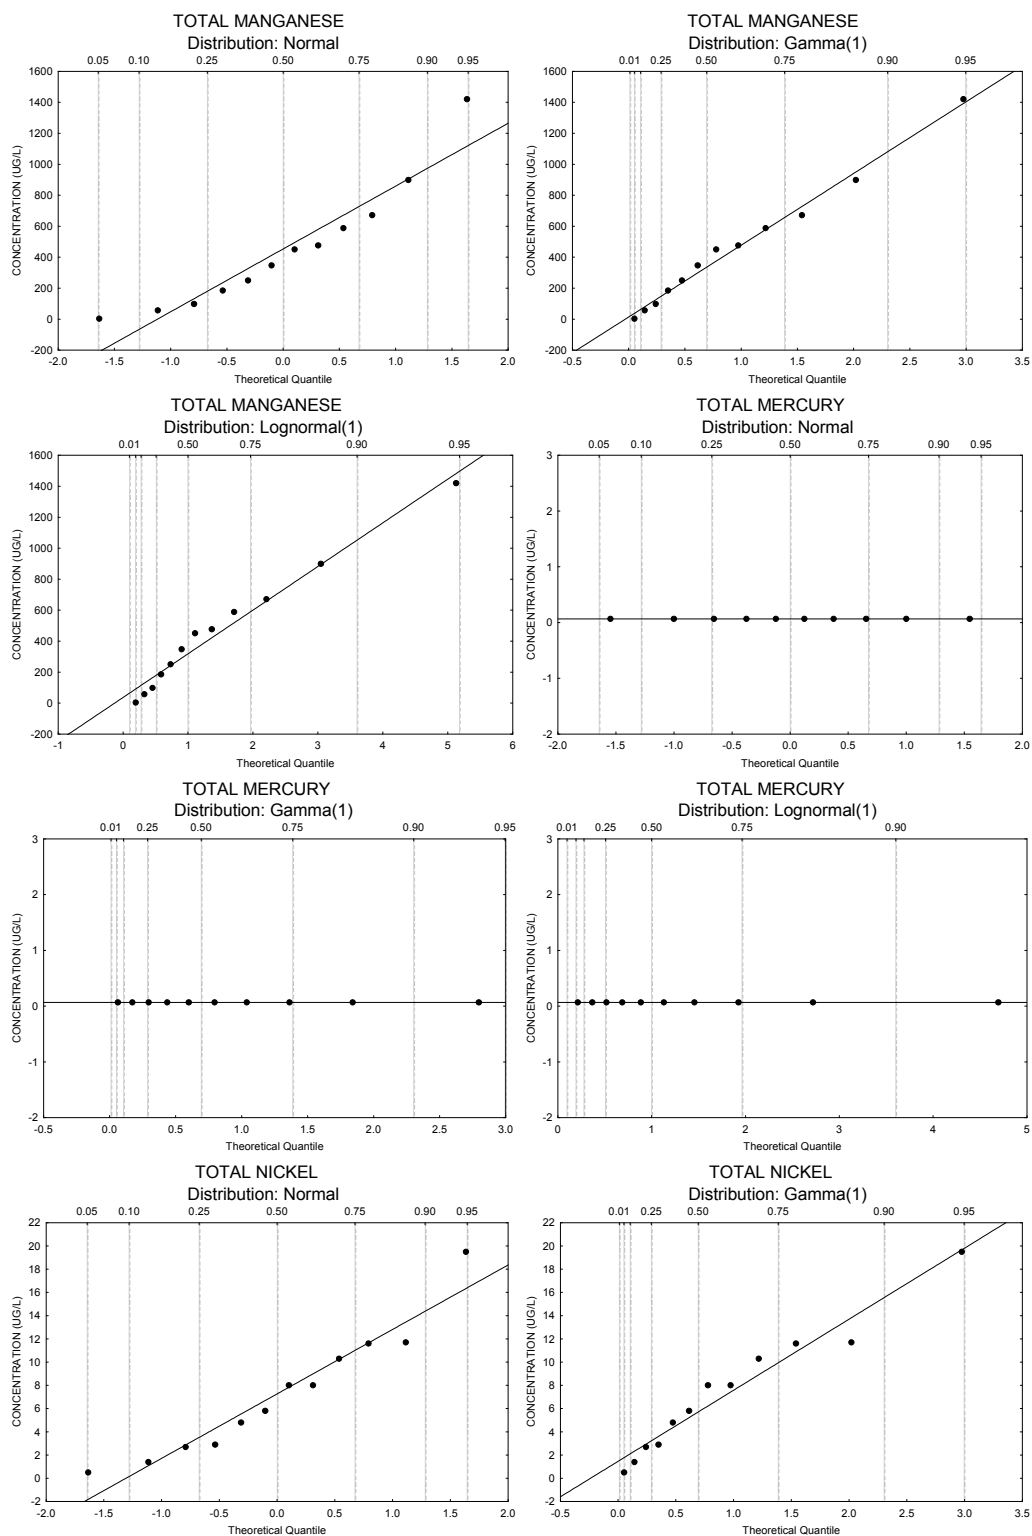 TOTAL MANGANESE
Distribution: Normal
0.05 0.10 0.25 0.50 0.75 0.90 0.95
1600
1400
1200
1000
800
600
400
200
0
-200
CONCENTRATION (UG/L)
-2.0 -1.5 -1.0 -0.5 0.0 0.5 1.0 1.5 2.0
Theoretical Quantile
TOTAL MANGANESE
Distribution: Gamma(1)
0.01 0.25 0.50 0.75 0.90 0.95
1600
1400
1200
1000
800
600
400
200
0
-200
CONCENTRATION (UG/L)
-0.5 0.0 0.5 1.0 1.5 2.0 2.5 3.0 3.5
Theoretical Quantile
TOTAL MANGANESE
Distribution: Lognormal(1)
0.01 0.50 0.75 0.90 0.95
1600
1400
1200
1000
800
600
400
200
0
-200
CONCENTRATION (UG/L)
-1 0 1 2 3 4 5 6
Theoretical Quantile
TOTAL MERCURY
Distribution: Normal
0.05 0.10 0.25 0.50 0.75 0.90 0.95
3
2
1
0
-1
-2
CONCENTRATION (UG/L)
-2.0 -1.5 -1.0 -0.5 0.0 0.5 1.0 1.5 2.0
Theoretical Quantile
TOTAL MERCURY
Distribution: Gamma(1)
0.01 0.25 0.50 0.75 0.90 0.95
3
2
1
0
-1
-2
CONCENTRATION (UG/L)
-0.5 0.0 0.5 1.0 1.5 2.0 2.5 3.0
Theoretical Quantile
TOTAL MERCURY
Distribution: Lognormal(1)
0.01 0.25 0.50 0.75 0.90
3
2
1
0
-1
-2
CONCENTRATION (UG/L)
0 1 2 3 4 5
Theoretical Quantile
TOTAL NICKEL
Distribution: Normal
0.05 0.10 0.25 0.50 0.75 0.90 0.95
22
20
18
16
14
12
10
8
6
4
2
0
-2
CONCENTRATION (UG/L)
-2.0 -1.5 -1.0 -0.5 0.0 0.5 1.0 1.5 2.0
Theoretical Quantile
TOTAL NICKEL
Distribution: Gamma(1)
0.01 0.25 0.50 0.75 0.90 0.95
22
20
18
16
14
12
10
8
6
4
2
0
-2
CONCENTRATION (UG/L)
-0.5 0.0 0.5 1.0 1.5 2.0 2.5 3.0 3.5
Theoretical Quantile